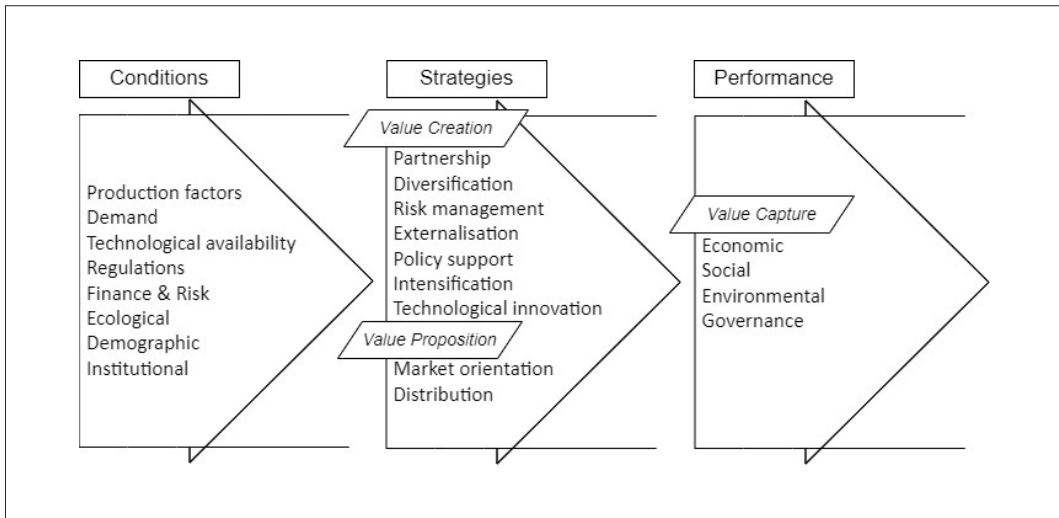 Conditions
Production factors
Demand
Technological availability
Regulations
Finance & Risk
Ecological
Demographic
Institutional
Strategies
Value Creation
Partnership
Diversification
Risk management
Externalisation
Policy support
Intensification
Technological innovation
Value Proposition
Market orientation
Distribution
Performance
Value Capture
Economic
Social
Environmental
Governance